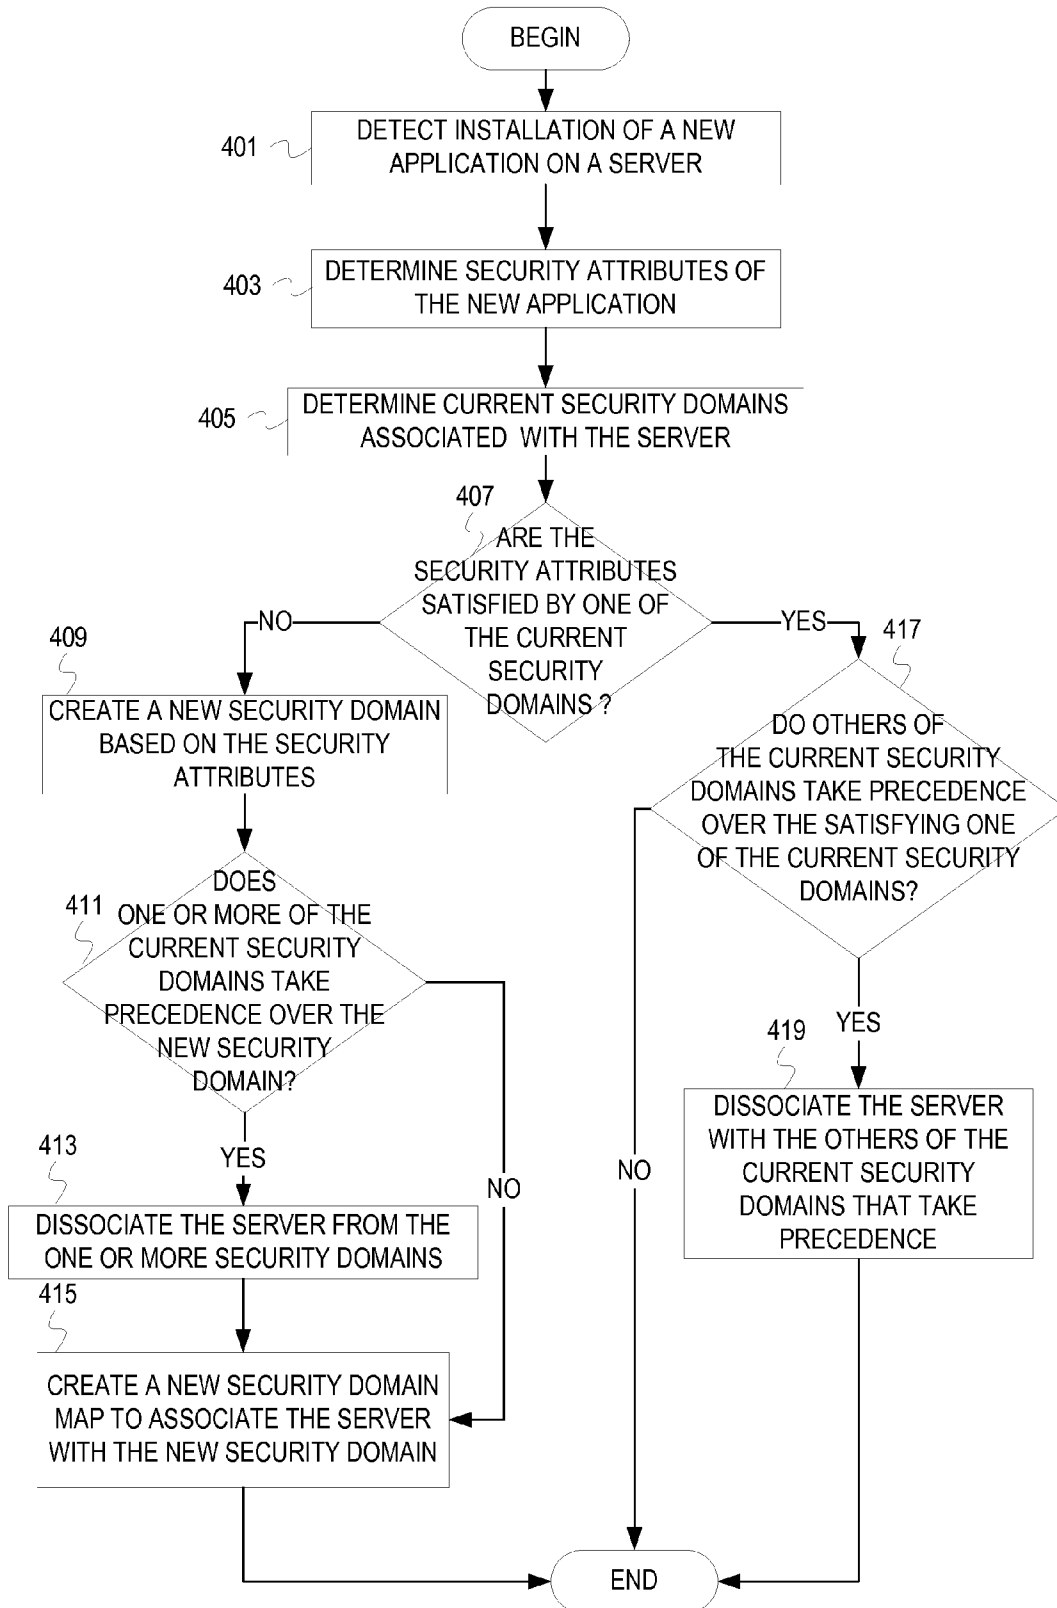 BEGIN
401
DETECT INSTALLATION OF A NEW
APPLICATION ON A SERVER
403
DETERMINE SECURITY ATTRIBUTES OF
THE NEW APPLICATION
405
DETERMINE CURRENT SECURITY DOMAINS
ASSOCIATED WITH THE SERVER
407
ARE THE
SECURITY ATTRIBUTES
SATISFIED BY ONE OF
THE CURRENT
SECURITY
DOMAINS ?
NO
YES
409
CREATE A NEW SECURITY DOMAIN
BASED ON THE SECURITY
ATTRIBUTES
411
DOES
ONE OR MORE OF THE
CURRENT SECURITY
DOMAINS TAKE
PRECEDENCE OVER THE
NEW SECURITY
DOMAIN?
YES
NO
413
DISSOCIATE THE SERVER FROM THE
ONE OR MORE SECURITY DOMAINS
415
CREATE A NEW SECURITY DOMAIN
MAP TO ASSOCIATE THE SERVER
WITH THE NEW SECURITY DOMAIN
417
DO OTHERS OF
THE CURRENT SECURITY
DOMAINS TAKE PRECEDENCE
OVER THE SATISFYING ONE
OF THE CURRENT SECURITY
DOMAINS?
NO
YES
419
DISSOCIATE THE SERVER
WITH THE OTHERS OF THE
CURRENT SECURITY
DOMAINS THAT TAKE
PRECEDENCE
END